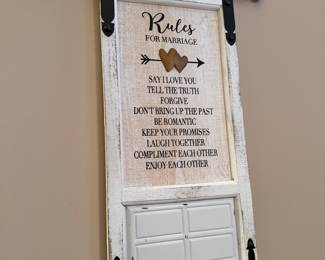 Rules
FOR MARRIAGE
SAY I LOVE YOU
TELL THE TRUTH
FORGIVE
DON'T BRING UP THE PAST
BE ROMANTIC
KEEP YOUR PROMISES
LAUGH TOGETHER
COMPLIMENT EACH OTHER
ENJOY EACH OTHER